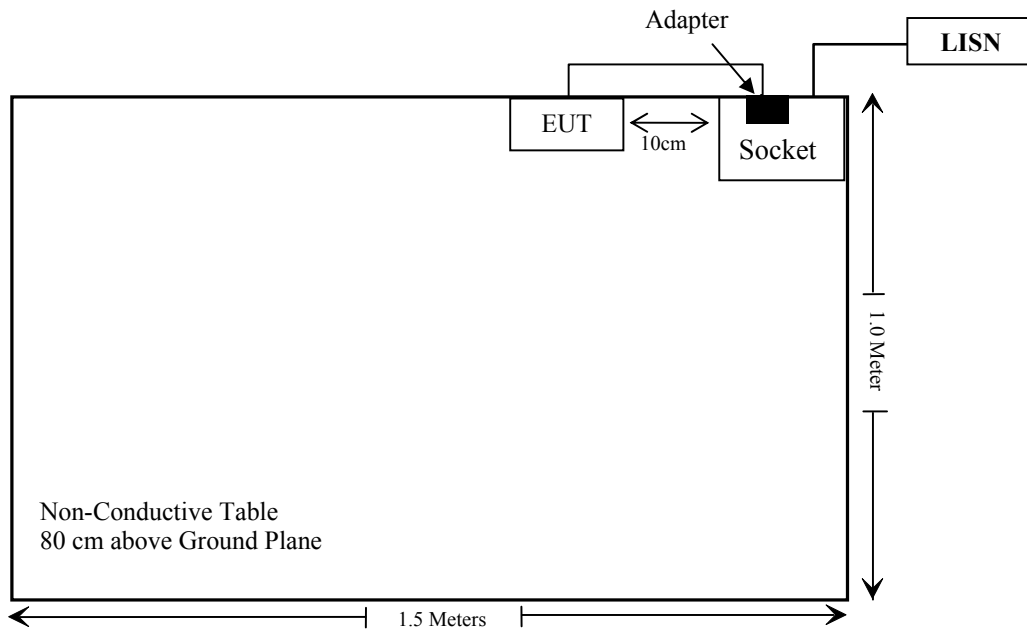 Adapter
LISN
EUT
10cm
Socket
1.0 Meter
Non-Conductive Table
80 cm above Ground Plane
1.5 Meters